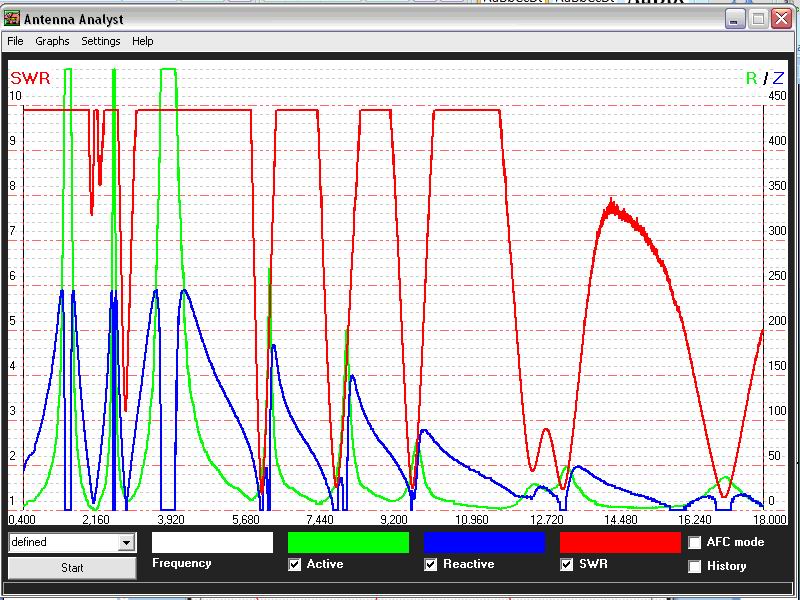 Antenna Analyst
File Graphs Settings Help
SWR
R / Z
10
9
8
7
6
5
4
3
2
1
450
400
350
300
250
200
150
100
50
0
0.400 2.160 3.920 5.680 7.440 9.200 10.960 12.720 14.480 16.240 18.000
defined
Start
Frequency
Active
Reactive
SWR
AFC mode
History